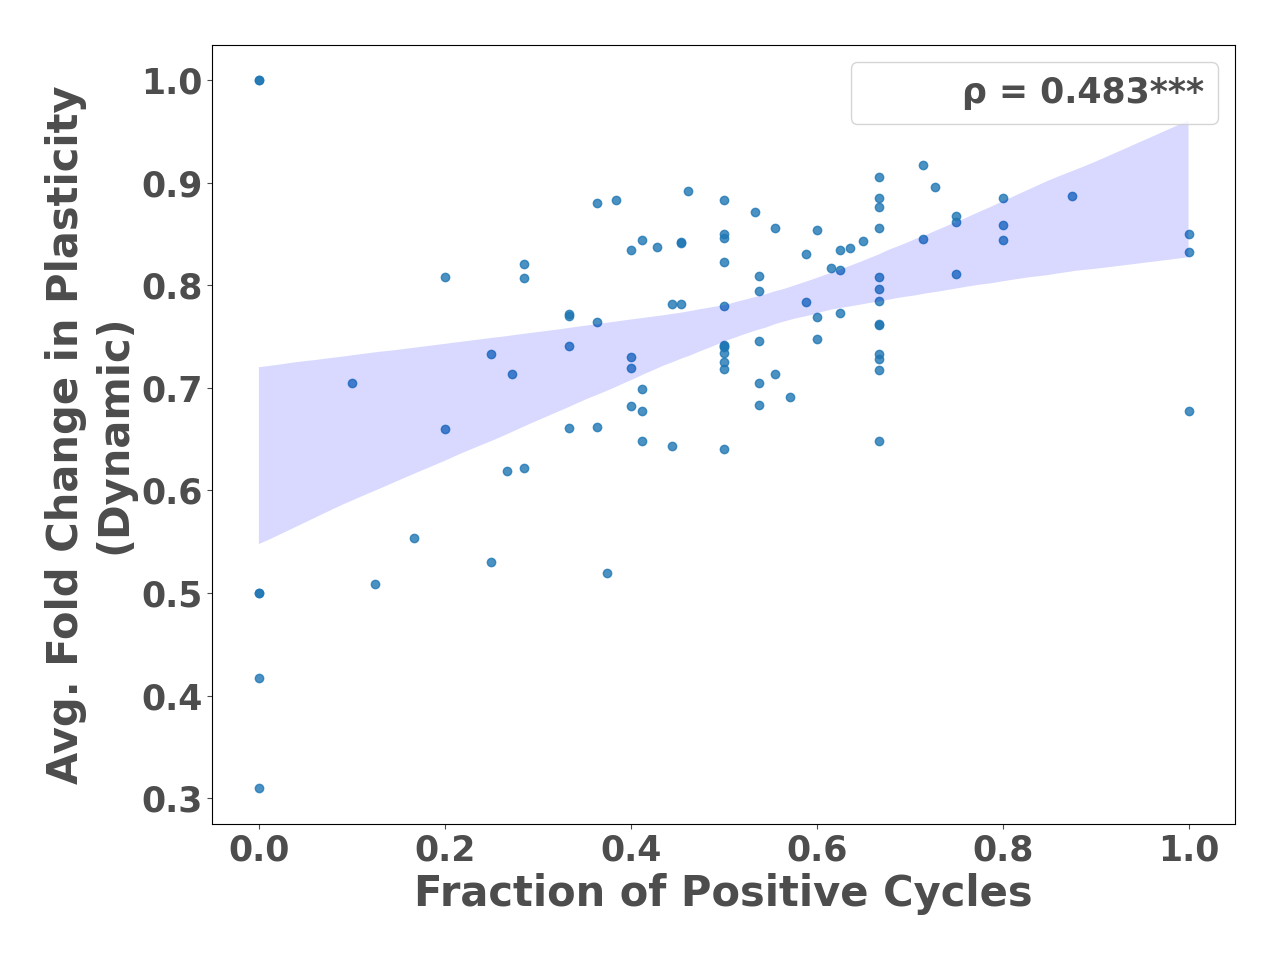 ρ = 0.483***
Avg. Fold Change in Plasticity
(Dynamic)
1.0
0.9
0.8
0.7
0.6
0.5
0.4
0.3
0.0 0.2 0.4 0.6 0.8 1.0
Fraction of Positive Cycles